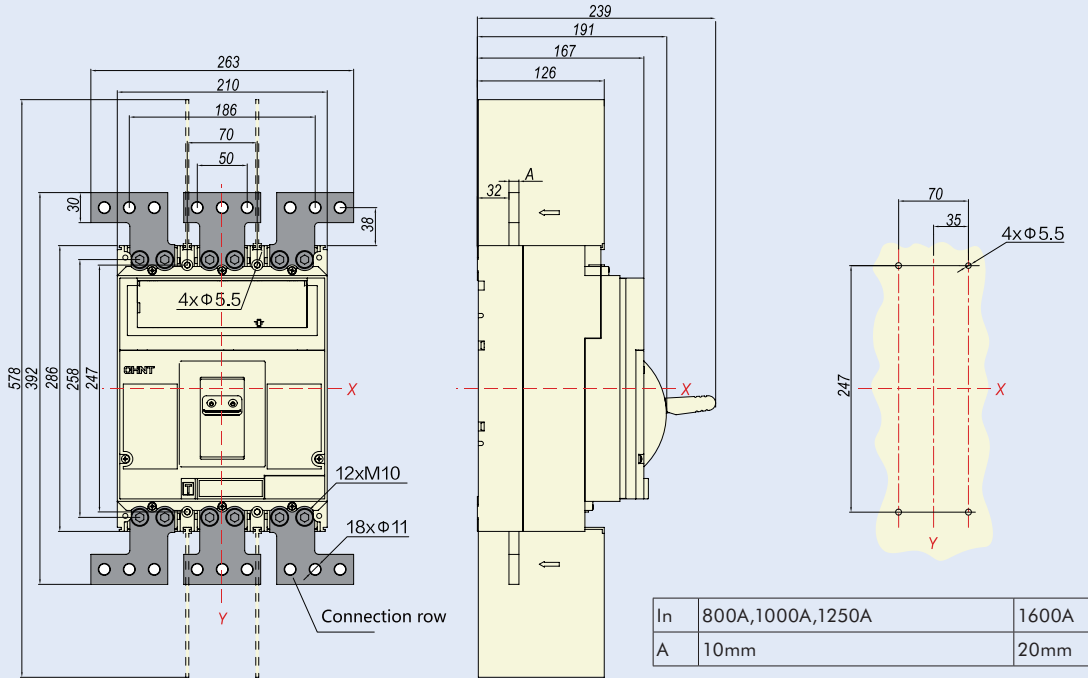 239
191
167
126
263
210
186
70
50
30
38
A
32
4xΦ5.5
578
392
286
258
247
CHNT
X
12xM10
18xΦ11
Connection row
Y
X
70
35
4xΦ5.5
247
X
Y
In 800A,1000A,1250A 1600A
A 10mm 20mm